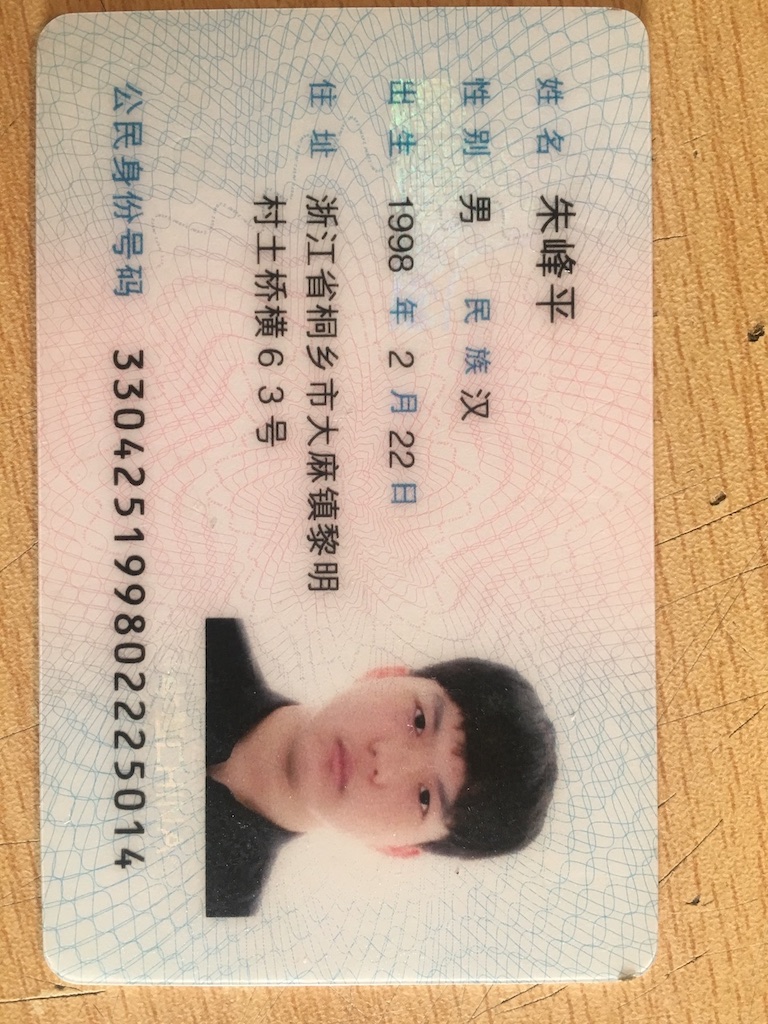 姓名 朱峰平
性别 男 民族 汉
出生 1998 年 2 月 22 日
住址 浙江省桐乡市大麻镇黎明
村土桥横63号
公民身份号码 330425199802225014